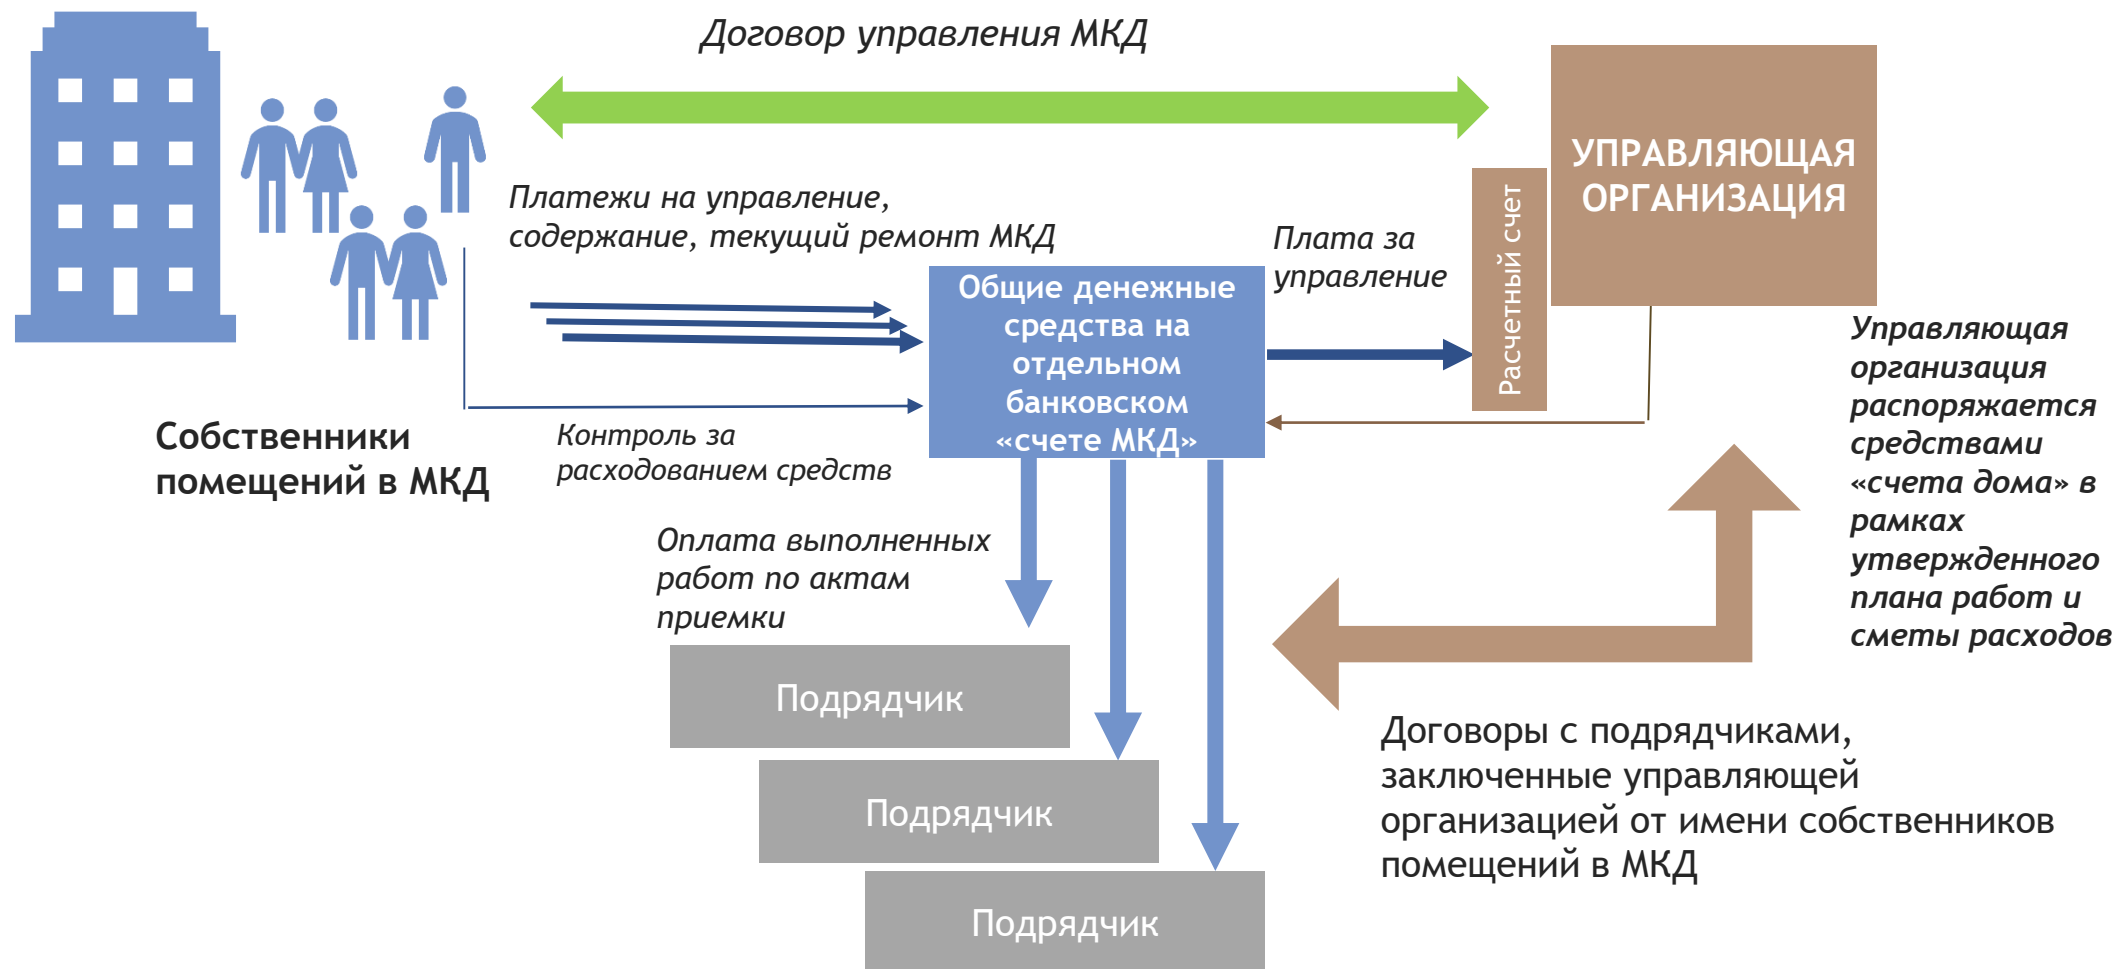 Договор управления МКД
УПРАВЛЯЮЩАЯ
ОРГАНИЗАЦИЯ
Расчетный счет
Платежи на управление,
содержание, текущий ремонт МКД
Плата за
управление
Общие денежные
средства на
отдельном
банковском
«счете МКД»
Собственники
помещений в МКД
Контроль за
расходованием средств
Управляющая
организация
распоряжается
средствами
«счета дома» в
рамках
утвержденного
плана работ и
сметы расходов
Оплата выполненных
работ по актам
приемки
Подрядчик
Подрядчик
Подрядчик
Договоры с подрядчиками,
заключенные управляющей
организацией от имени собственников
помещений в МКД